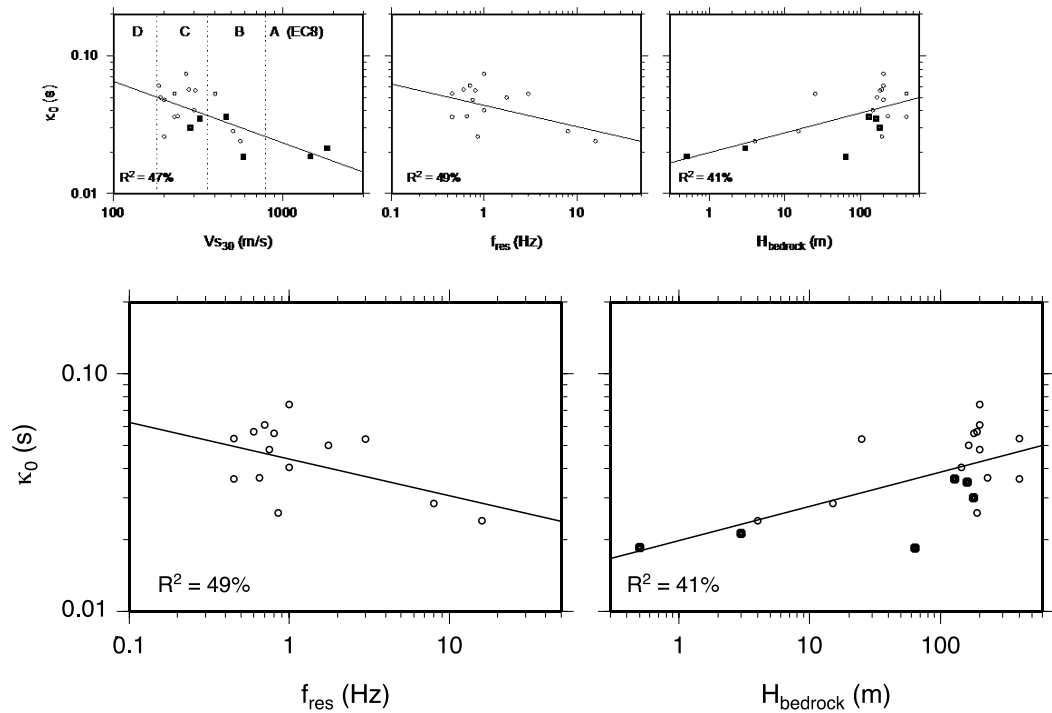 D C B A (EC8)
0.10
κ0 (s)
0.01
R2 = 47%
R2 = 49%
R2 = 41%
100 1000
0.1 1 10
1 10 100
Vs30 (m/s)
fres (Hz)
Hbedrock (m)
0.10
κ0 (s)
0.01
R2 = 49%
R2 = 41%
0.1 1 10
1 10 100
fres (Hz)
Hbedrock (m)